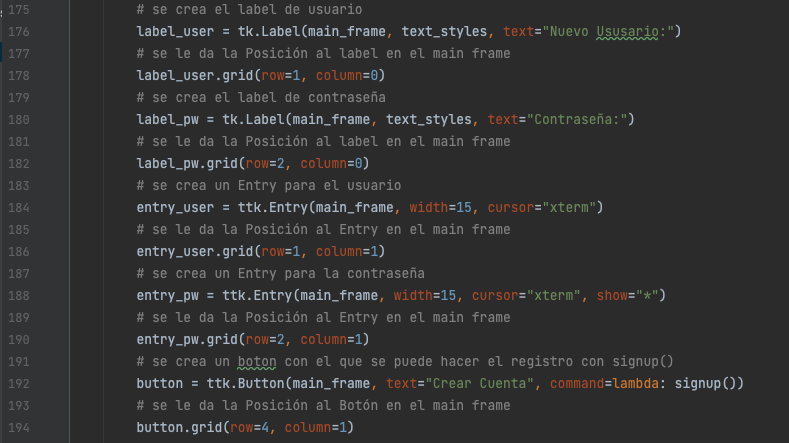 175 # se crea el label de usuario
176 label_user = tk.Label(main_frame, text_styles, text="Nuevo Ususario:")
177 # se le da la Posición al label en el main frame
178 label_user.grid(row=1, column=0)
179 # se crea el label de contraseña
180 label_pw = tk.Label(main_frame, text_styles, text="Contraseña:")
181 # se le da la Posición al label en el main frame
182 label_pw.grid(row=2, column=0)
183 # se crea un Entry para el usuario
184 entry_user = ttk.Entry(main_frame, width=15, cursor="xterm")
185 # se le da la Posición al Entry en el main frame
186 entry_user.grid(row=1, column=1)
187 # se crea un Entry para la contraseña
188 entry_pw = ttk.Entry(main_frame, width=15, cursor="xterm", show="*")
189 # se le da la Posición al Entry en el main frame
190 entry_pw.grid(row=2, column=1)
191 # se crea un boton con el que se puede hacer el registro con signup()
192 button = ttk.Button(main_frame, text="Crear Cuenta", command=lambda: signup())
193 # se le da la Posición al Botón en el main frame
194 button.grid(row=4, column=1)